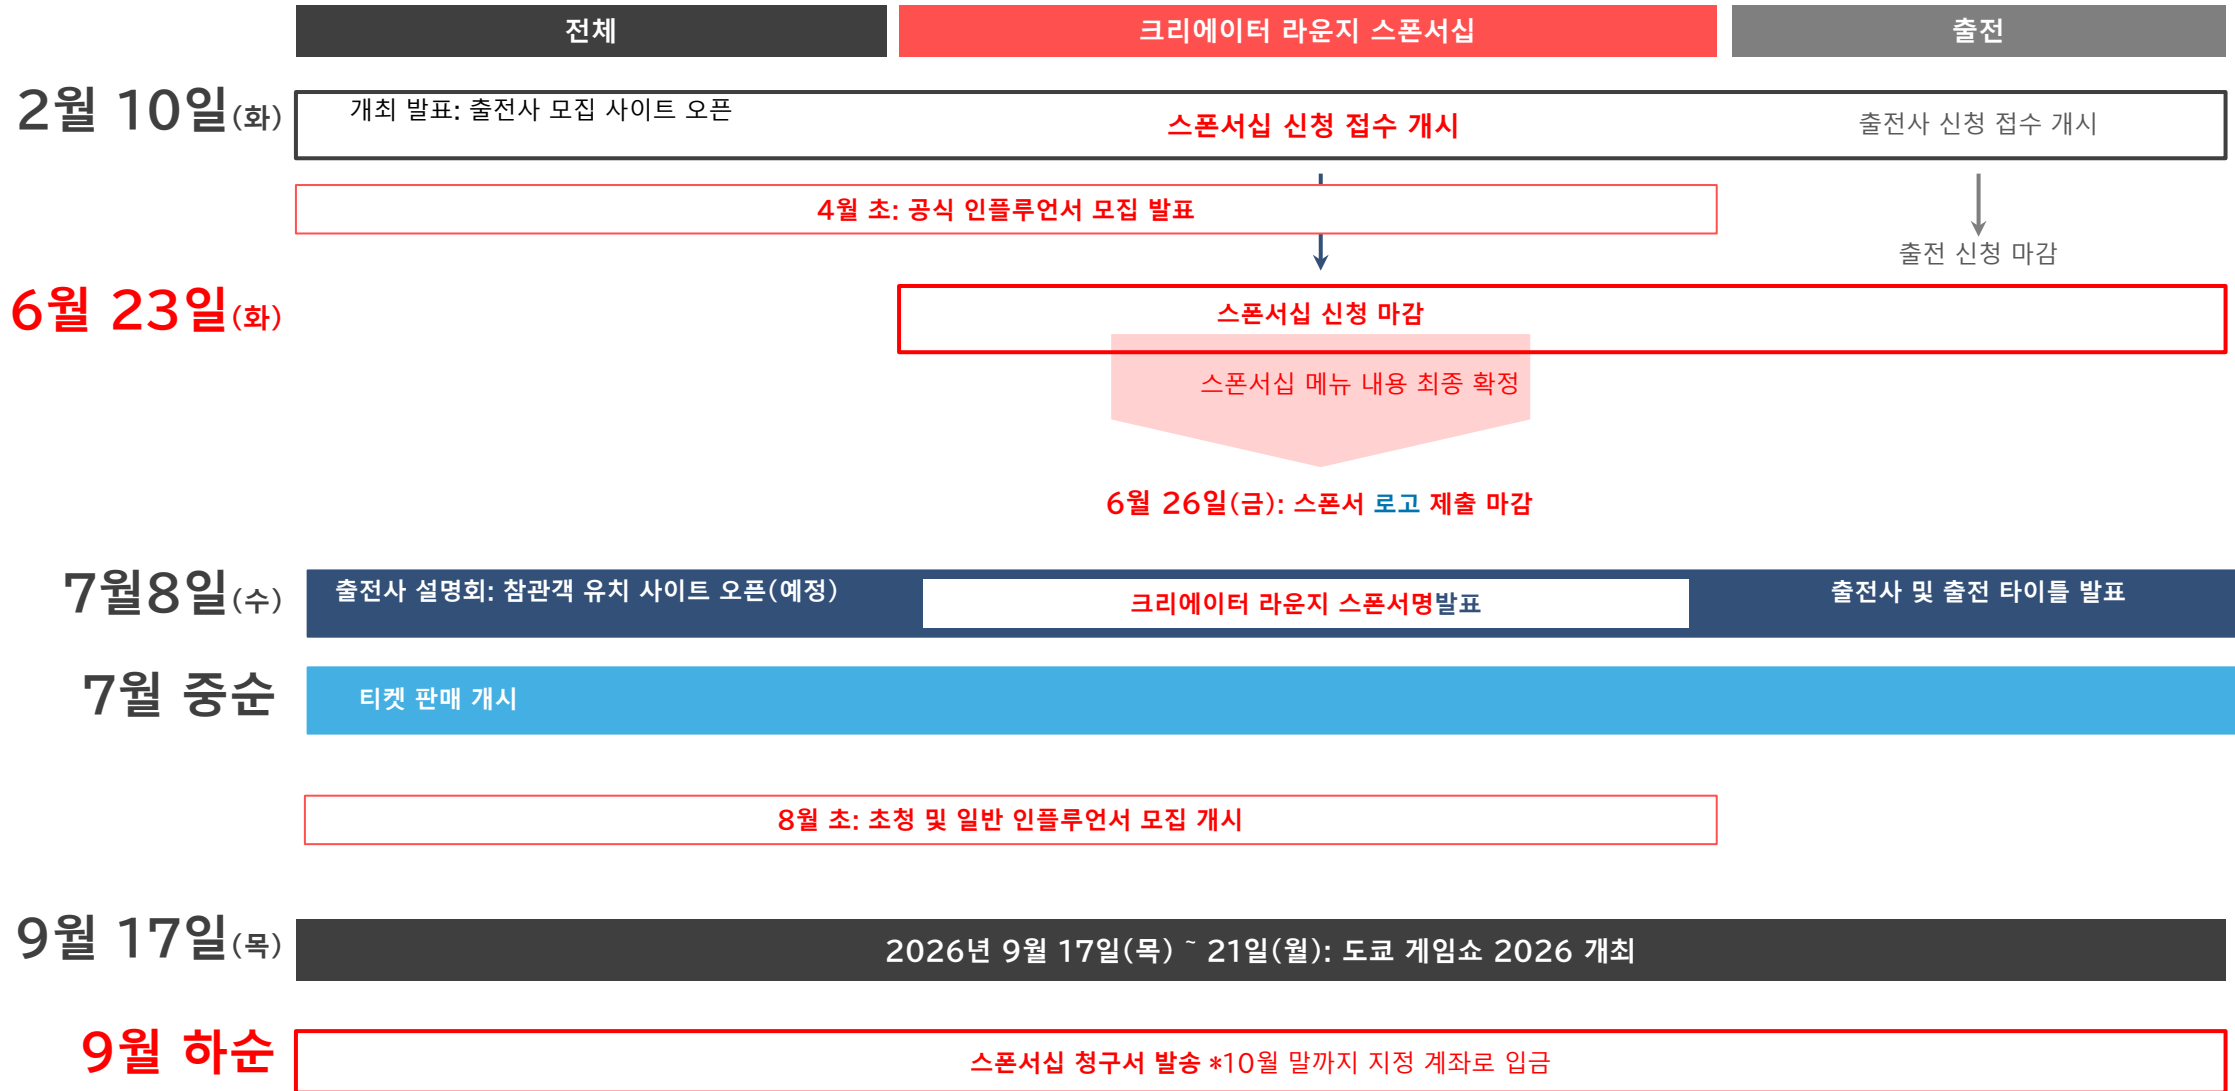 전체
크리에이터 라운지 스폰서십
출전
2월 10일(화)
개최 발표: 출전사 모집 사이트 오픈
스폰서십 신청 접수 개시
출전사 신청 접수 개시
4월 초: 공식 인플루언서 모집 발표
출전 신청 마감
6월 23일(화)
스폰서십 신청 마감
스폰서십 메뉴 내용 최종 확정
6월 26일(금): 스폰서 로고 제출 마감
7월8일(수)
출전사 설명회: 참관객 유치 사이트 오픈(예정)
크리에이터 라운지 스폰서명발표
출전사 및 출전 타이틀 발표
7월 중순
티켓 판매 개시
8월 초: 초청 및 일반 인플루언서 모집 개시
9월 17일(목)
2026년 9월 17일(목) ~ 21일(월): 도쿄 게임쇼 2026 개최
9월 하순
스폰서십 청구서 발송 *10월 말까지 지정 계좌로 입금